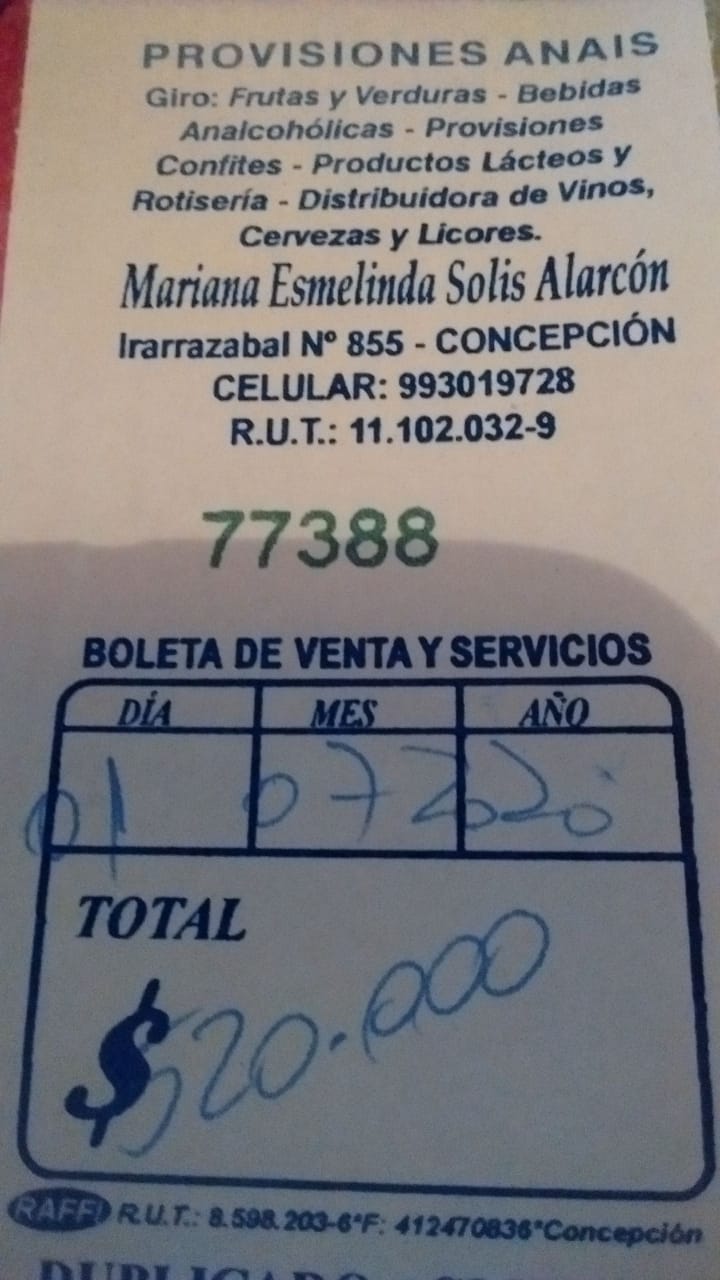 PROVISIONES ANAIS
Giro: Frutas y Verduras - Bebidas
Analcohólicas - Provisiones
Confites - Productos Lácteos y
Rotisería - Distribuidora de Vinos,
Cervezas y Licores.
Mariana Esmelinda Solis Alarcón
Irarrazabal Nº 855 - CONCEPCIÓN
CELULAR: 993019728
R.U.T.: 11.102.032-9
77388
BOLETA DE VENTA Y SERVICIOS
DÍA MES AÑO
01 07
TOTAL
$ 20.000
RAFFI R.U.T.: 8.598.203-6*F: 412470836*Concepción
DUPLICADO